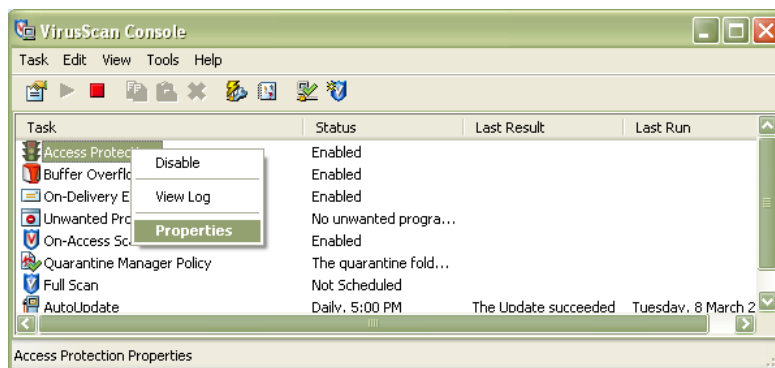 VirusScan Console
Task Edit View Tools Help
Task Status Last Result Last Run
Access Protec Enabled
Buffer Overflo Enabled
On-Delivery E Enabled
Unwanted Pro No unwanted progra...
On-Access Sca Enabled
Quarantine Manager Policy The quarantine fold...
Full Scan Not Scheduled
AutoUpdate Daily, 5:00 PM The Update succeeded Tuesday, 8 March 2
Disable
View Log
Properties
Access Protection Properties